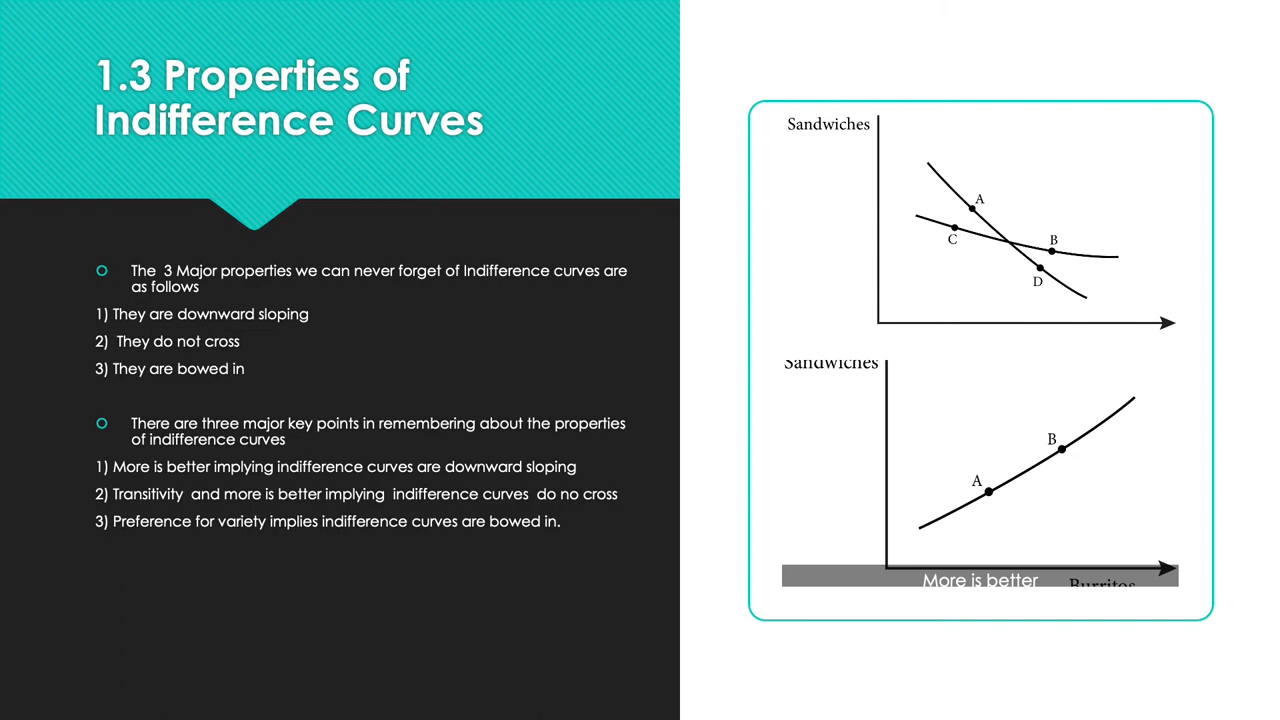 1.3 Properties of
Indifference Curves
The  3 Major properties we can never forget of Indifference curves are
as follows
1) They are downward sloping
2)  They do not cross
3) They are bowed in
There are three major key points in remembering about the properties
of indifference curves
1) More is better implying indifference curves are downward sloping
2) Transitivity  and more is better implying  indifference curves  do no cross
3) Preference for variety implies indifference curves are bowed in.
Sandwiches
A
C
B
D
Sandwiches
B
A
More is better
Burritos